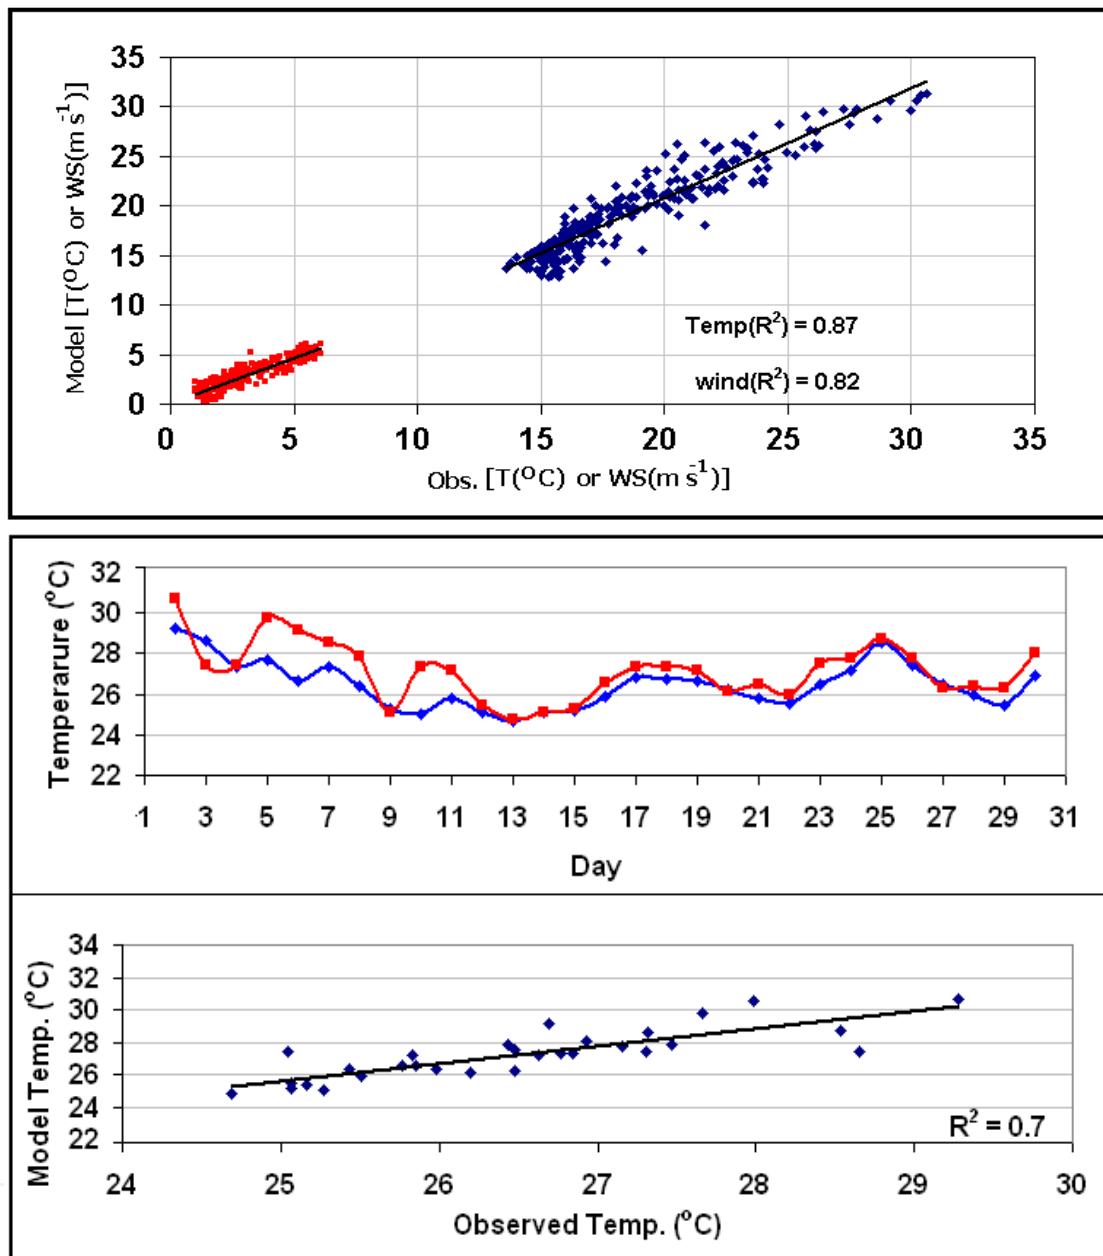 35
30
25
20
15
10
5
0
Model [T(°C) or WS(m s⁻¹)]
Temp(R²) = 0.87
wind(R²) = 0.82
0 5 10 15 20 25 30 35
Obs. [T(°C) or WS(m s⁻¹)]
32
30
28
26
24
22
Temperarure (°C)
1 3 5 7 9 11 13 15 17 19 21 23 25 27 29 31
Day
34
32
30
28
26
24
22
Model Temp. (°C)
R² = 0.7
24 25 26 27 28 29 30
Observed Temp. (°C)